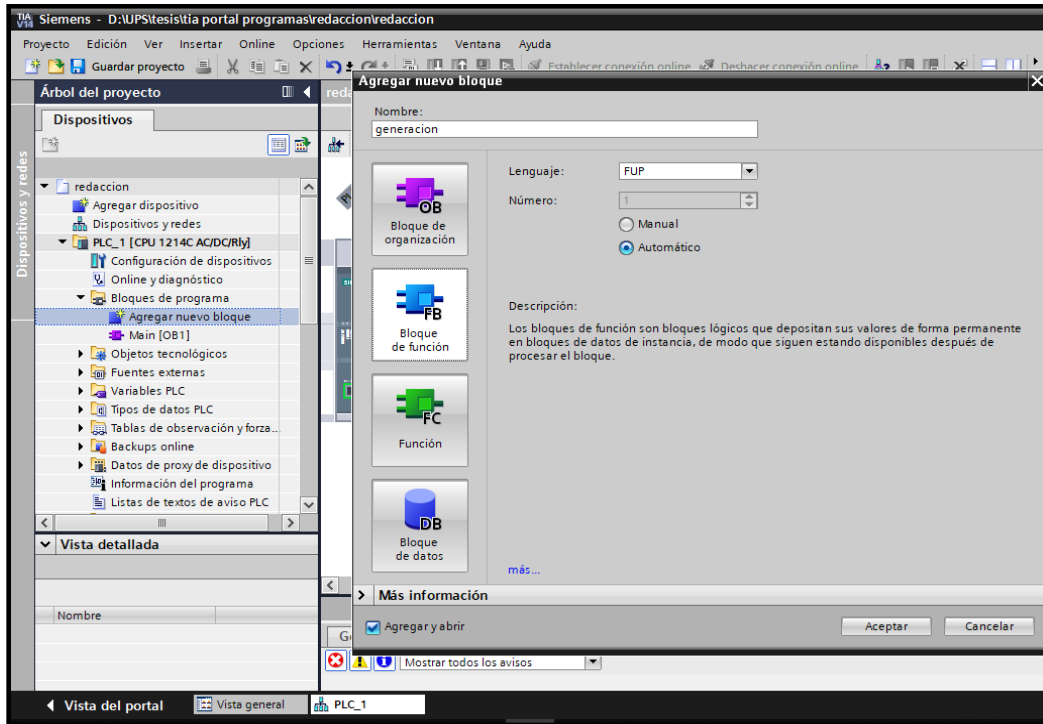 TIA V14 Siemens - D:\UPS\tesis\tia portal programas\redaccion\redaccion
Proyecto Edición Ver Insertar Online Opciones Herramientas Ventana Ayuda
Guardar proyecto Establecer conexión online Deshacer conexión online
Árbol del proyecto
Dispositivos
Dispositivos y redes
redaccion
Agregar dispositivo
Dispositivos y redes
PLC_1 [CPU 1214C AC/DC/Rly]
Configuración de dispositivos
Online y diagnóstico
Bloques de programa
Agregar nuevo bloque
Main [OB1]
Objetos tecnológicos
Fuentes externas
Variables PLC
Tipos de datos PLC
Tablas de observación y forza...
Backups online
Datos de proxy de dispositivo
Información del programa
Listas de textos de aviso PLC
Vista detallada
Nombre
Agregar nuevo bloque
Nombre:
generacion
OB
Bloque de
organización
FB
Bloque
de función
FC
Función
DB
Bloque
de datos
Lenguaje: FUP
Número: 1
Manual
Automático
Descripción:
Los bloques de función son bloques lógicos que depositan sus valores de forma permanente
en bloques de datos de instancia, de modo que siguen estando disponibles después de
procesar el bloque.
más...
Más información
Agregar y abrir Aceptar Cancelar
Mostrar todos los avisos
Vista del portal Vista general PLC_1